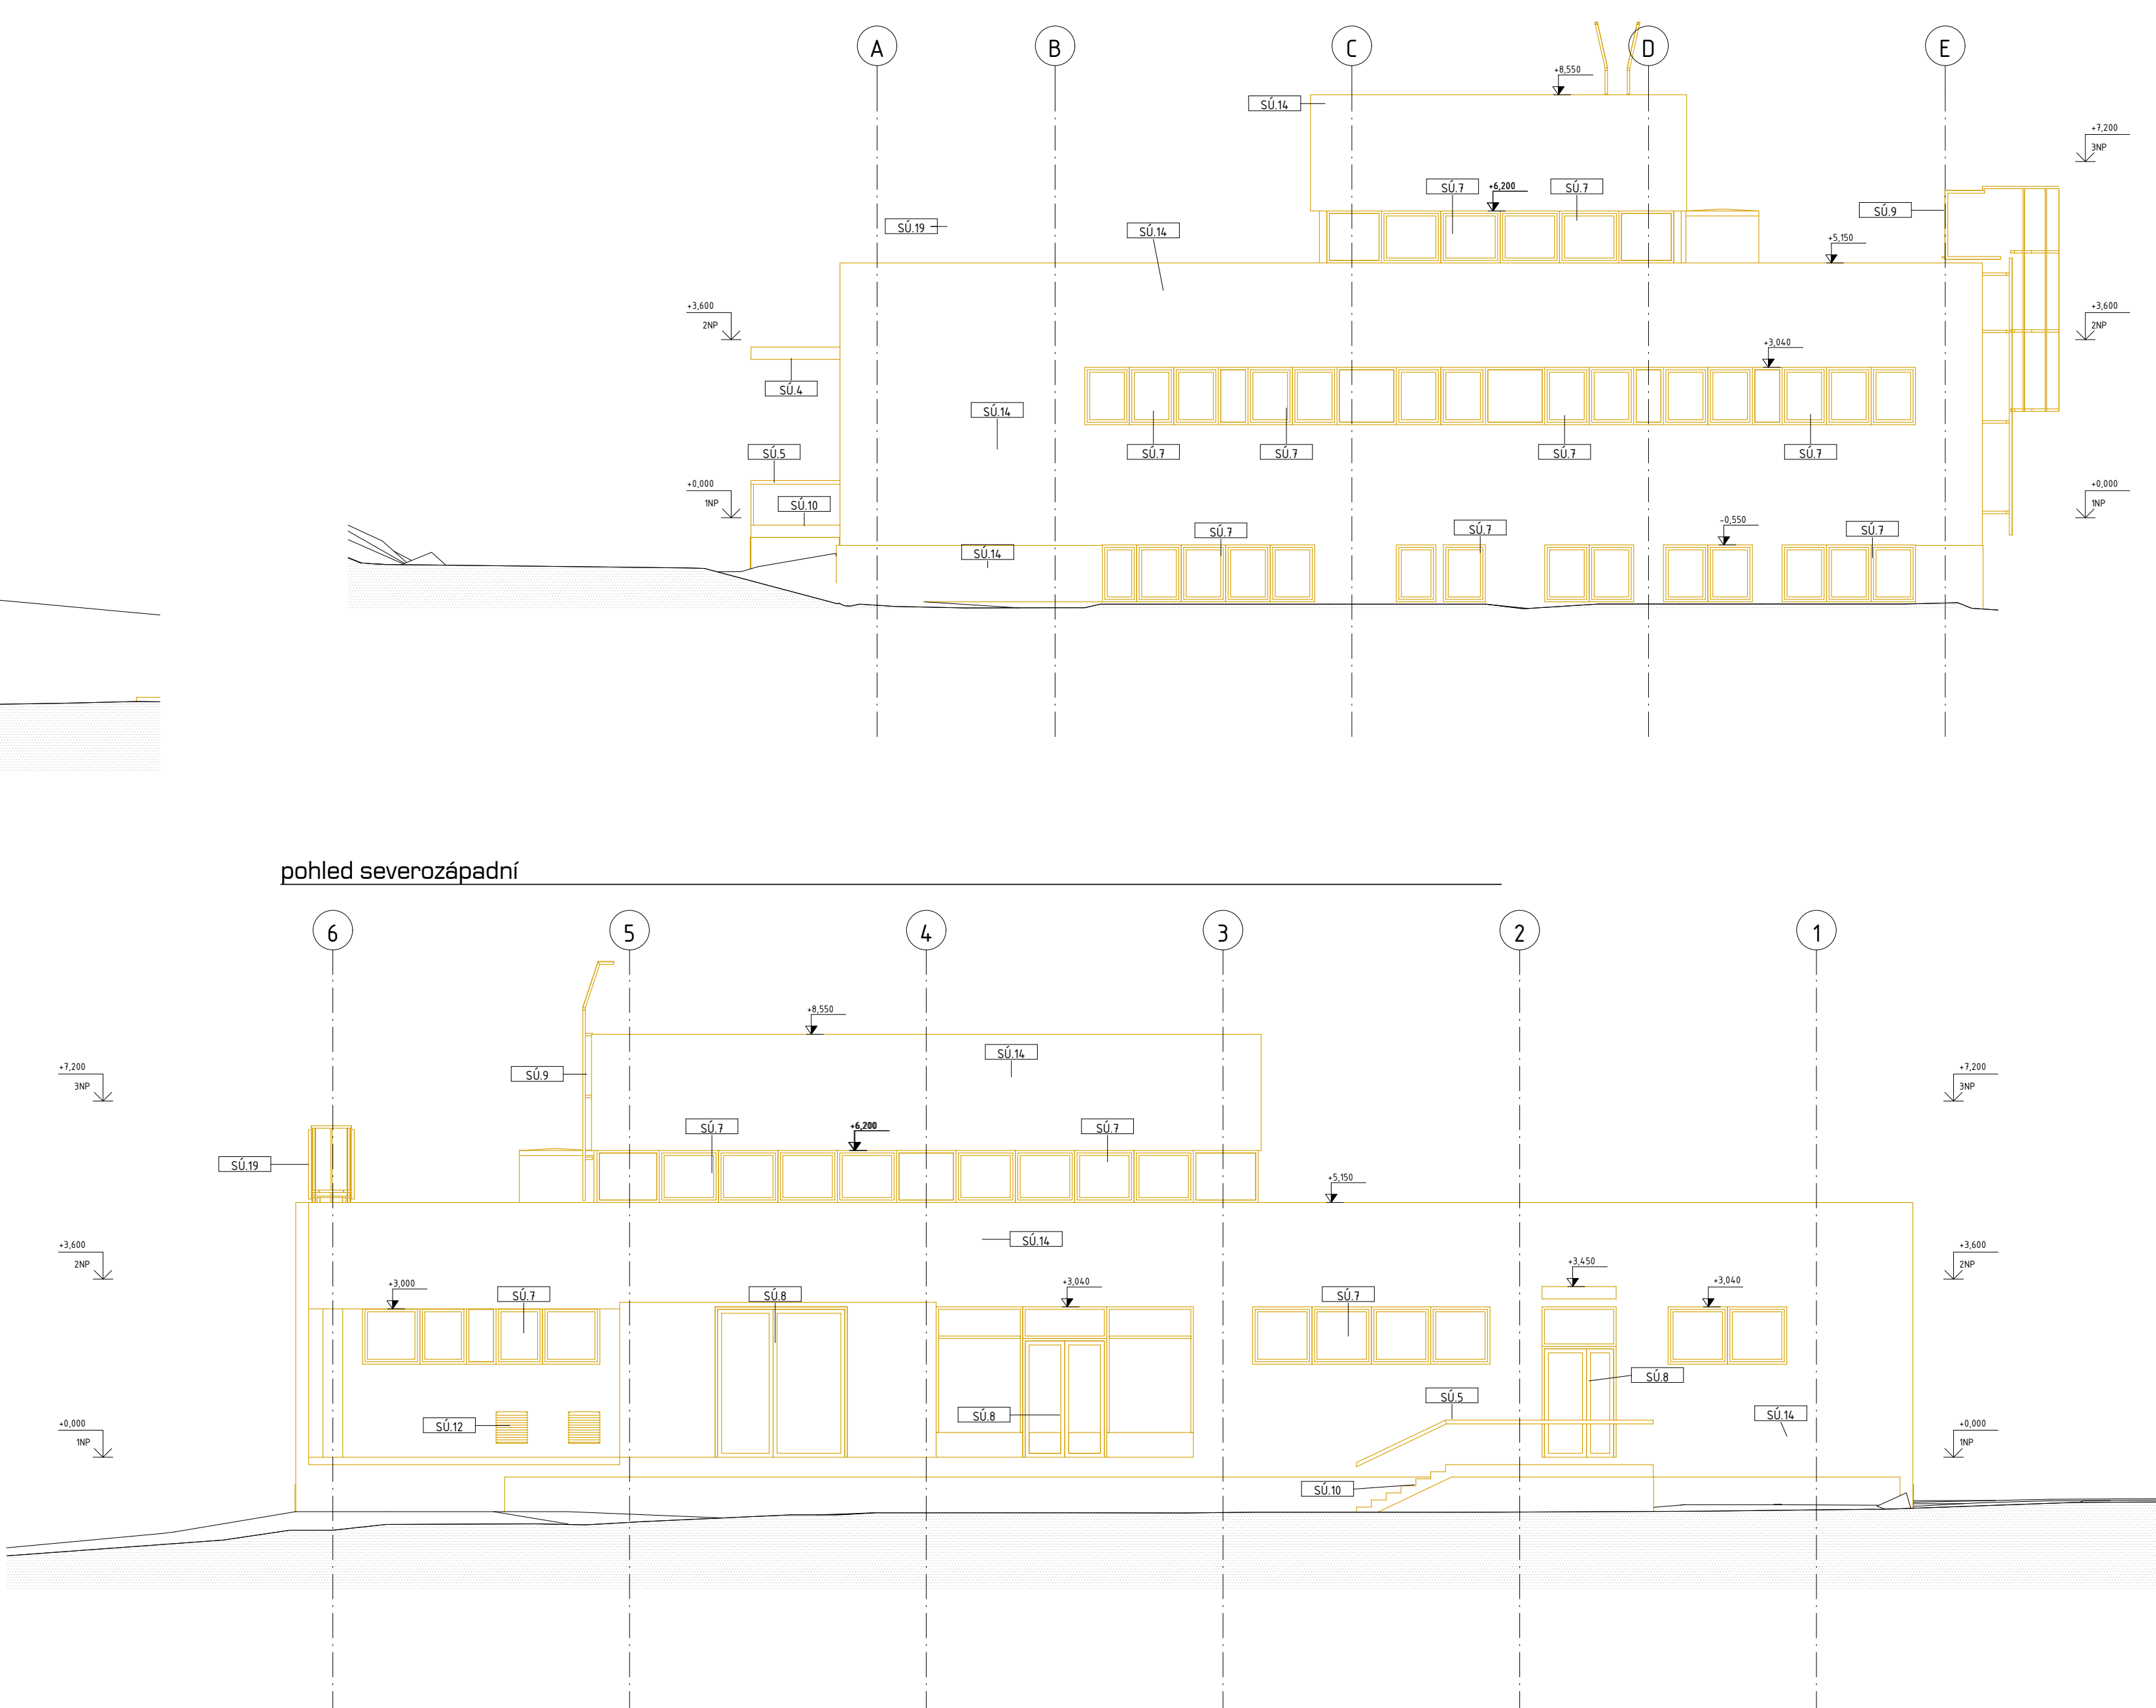 A
B
C
D
E
+8,550
SÚ.14
+7,200
3NP
SÚ.7
+6,200
SÚ.7
SÚ.9
SÚ.19
SÚ.14
+5,150
+3,600
2NP
+3,600
2NP
+3,040
SÚ.4
SÚ.14
SÚ.5
SÚ.7
SÚ.7
SÚ.7
SÚ.7
+0,000
1NP
+0,000
1NP
SÚ.10
SÚ.7
SÚ.7
-0,550
SÚ.7
SÚ.14
pohled severozápadní
6
5
4
3
2
1
+8,550
SÚ.14
+7,200
3NP
SÚ.9
+7,200
3NP
SÚ.7
+6,200
SÚ.7
SÚ.19
+5,150
+3,600
2NP
SÚ.14
+3,600
2NP
+3,450
+3,000
SÚ.7
SÚ.8
+3,040
SÚ.7
+3,040
SÚ.8
SÚ.5
SÚ.8
SÚ.14
+0,000
1NP
SÚ.12
+0,000
1NP
SÚ.10